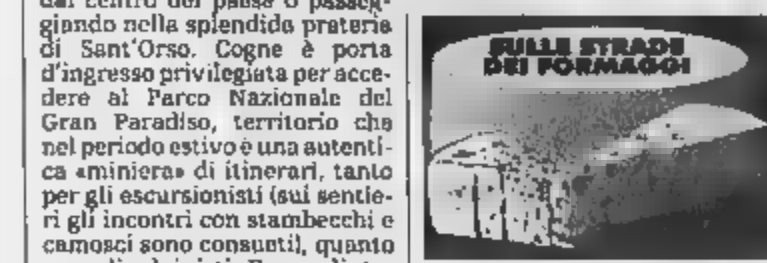 dal centro del paese o passeg-
giando nella splendida prateria
di Sant'Orso. Cogne è porta
d'ingresso privilegiata per acce-
dere al Parco Nazionale del
Gran Paradiso, territorio che
nel periodo estivo è una autenti-
ca «miniera» di itinerari, tanto
per gli escursionisti (sui sentie-
ri gli incontri con stambecchi e
camosci sono consueti), quanto
SULLE STRADE
DEI FORMAGGI